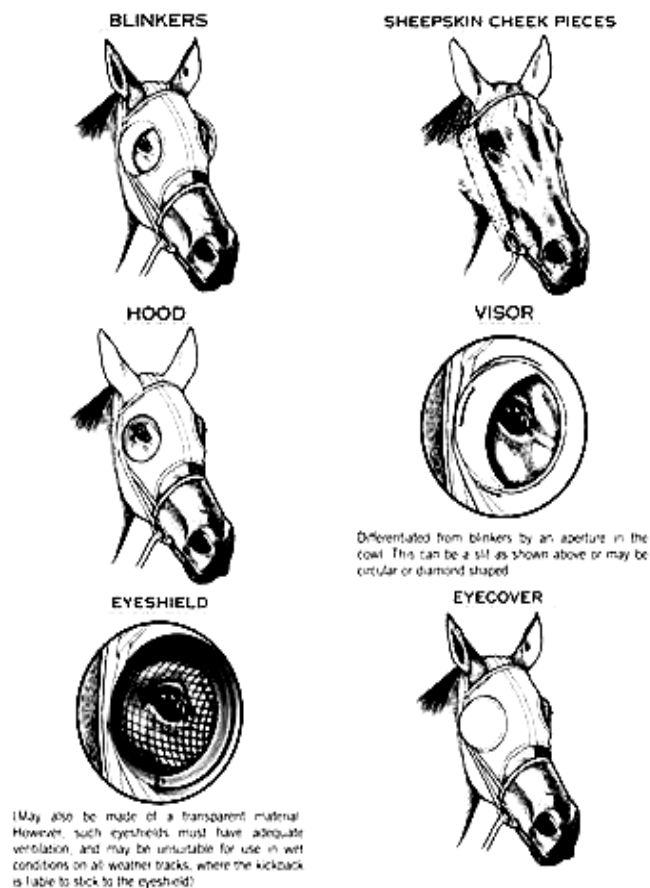 BLINKERS
SHEEPSKIN CHEEK PIECES
HOOD
VISOR
Differentiated from blinkers by an aperture in the
cowl. This can be a slit as shown above or may be
circular or diamond shaped
EYESHIELD
EYECOVER
(May also be made of a transparent material.
However, such eyeshields must have adequate
ventilation, and may be unsuitable for use in wet
conditions on all weather tracks, where the kickback
is liable to stick to the eyeshield)